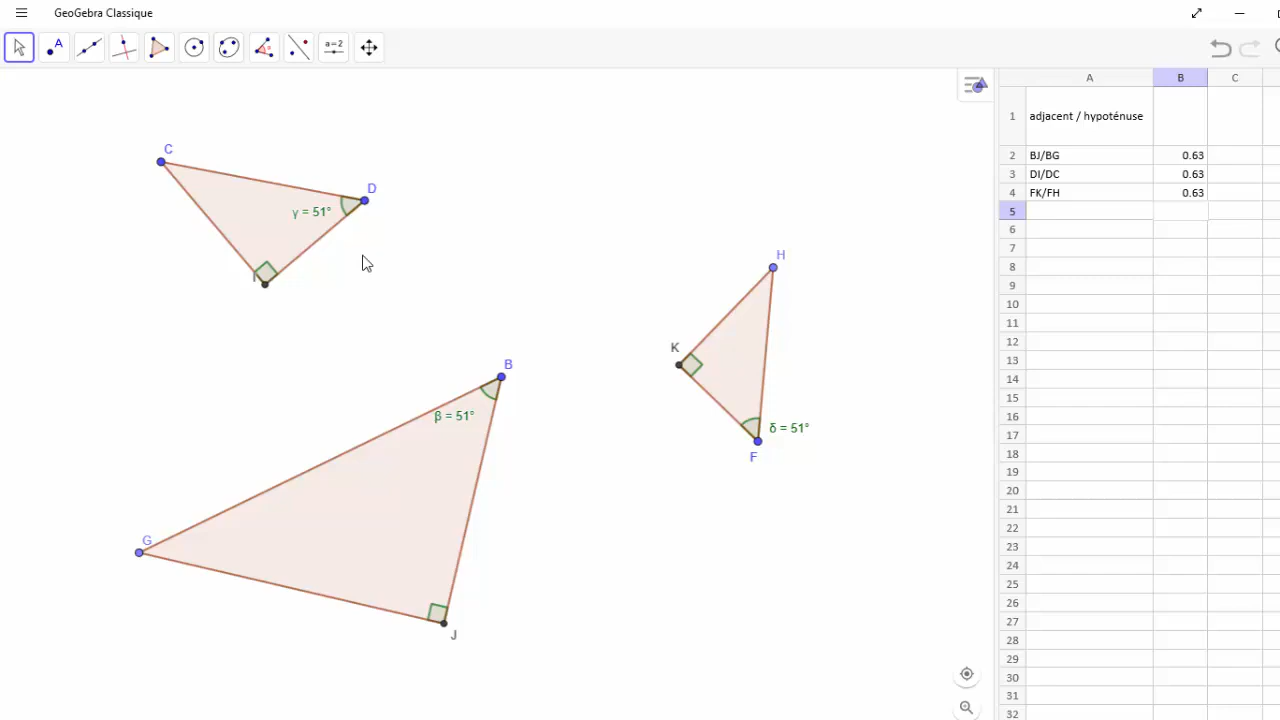 GeoGebra Classique
A
a=2
C
D
γ = 51°
I
H
K
B
β = 51°
δ = 51°
F
G
J
A B C
1 adjacent / hypoténuse
2 BJ/BG 0.63
3 DI/DC 0.63
4 FK/FH 0.63
5
6
7
8
9
10
11
12
13
14
15
16
17
18
19
20
21
22
23
24
25
26
27
28
29
30
31
32